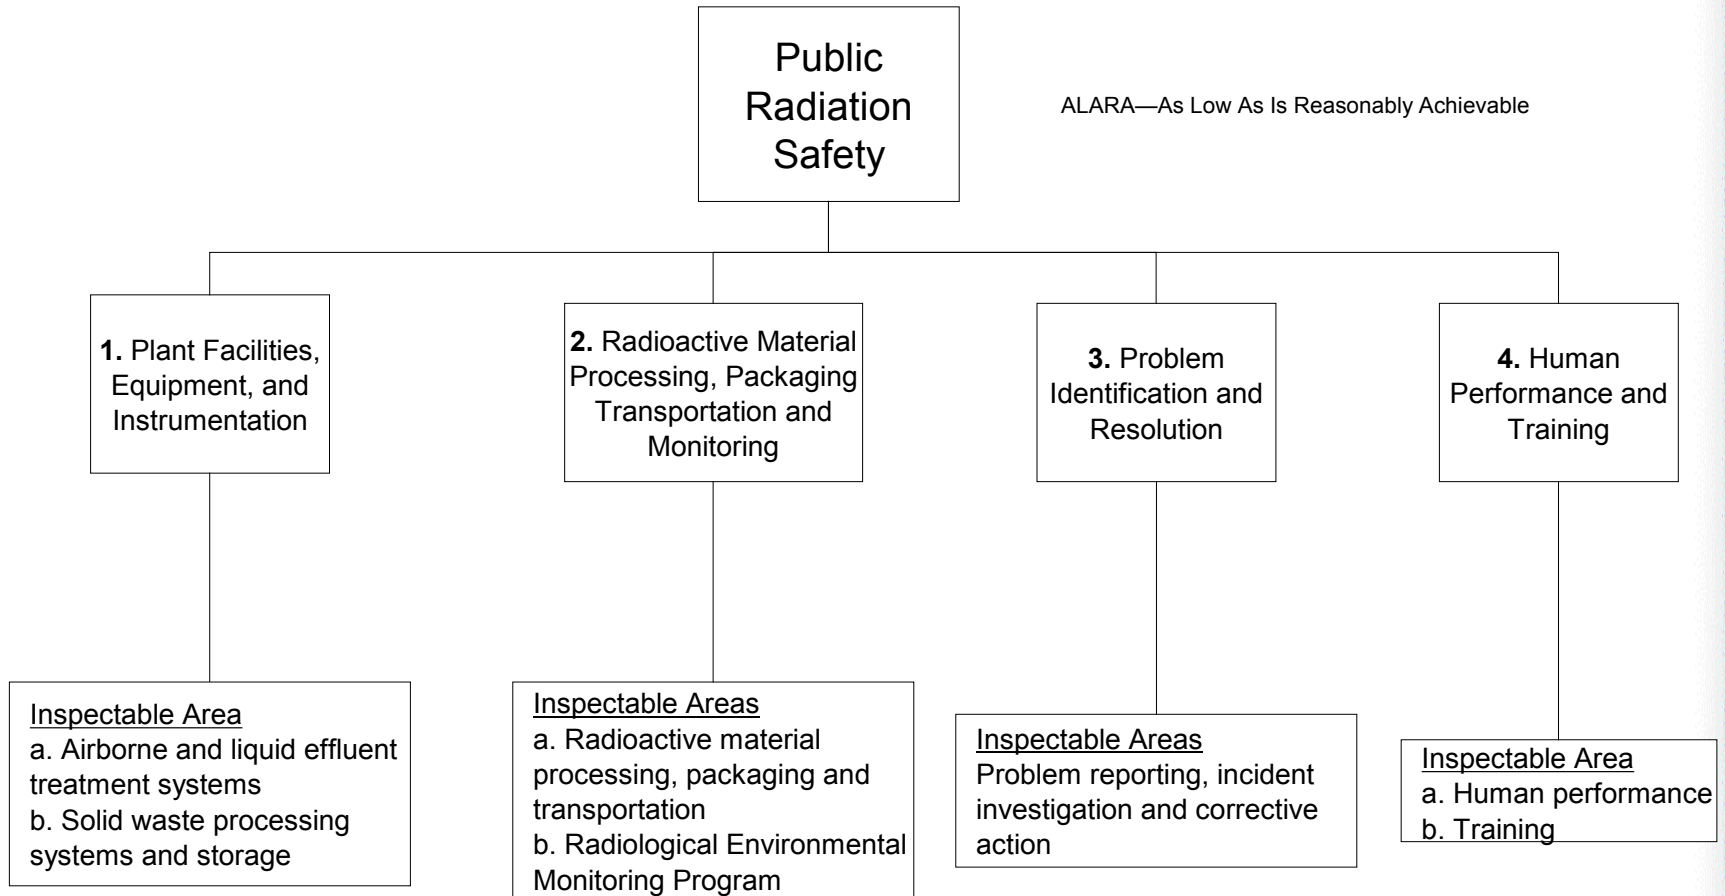 Public
Radiation
Safety
ALARA—As Low As Is Reasonably Achievable
1. Plant Facilities,
Equipment, and
Instrumentation
2. Radioactive Material
Processing, Packaging
Transportation and
Monitoring
3. Problem
Identification and
Resolution
4. Human
Performance and
Training
Inspectable Area
a. Airborne and liquid effluent
treatment systems
b. Solid waste processing
systems and storage
Inspectable Areas
a. Radioactive material
processing, packaging and
transportation
b. Radiological Environmental
Monitoring Program
Inspectable Areas
Problem reporting, incident
investigation and corrective
action
Inspectable Area
a. Human performance
b. Training